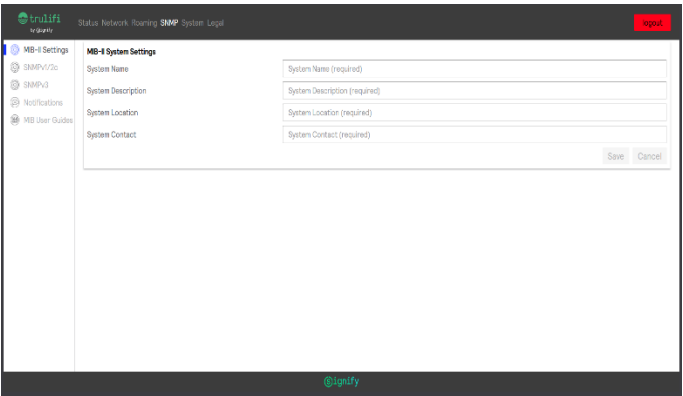 trulifi
by Signify
Status Network Roaming SNMP System Legal
logout
MIB-II Settings
SNMPv1/2c
SNMPv3
Notifications
MIB User Guides
MIB-II System Settings
System Name
System Name (required)
System Description
System Description (required)
System Location
System Location (required)
System Contact
System Contact (required)
Save Cancel
Signify